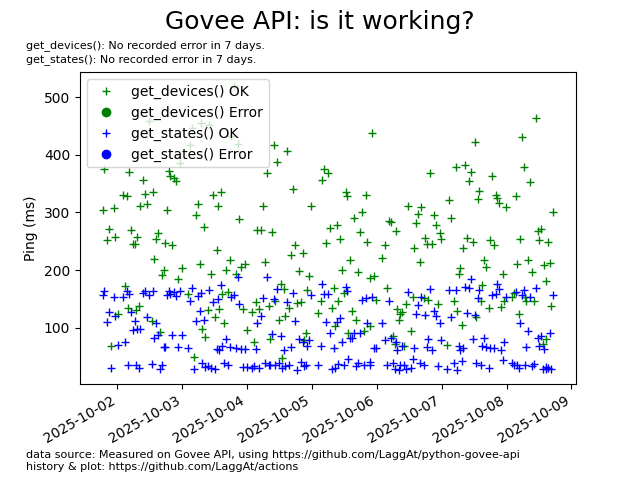 Govee API: is it working?
get_devices(): No recorded error in 7 days.
get_states(): No recorded error in 7 days.
get_devices() OK
get_devices() Error
get_states() OK
get_states() Error
Ping (ms)
500
400
300
200
100
2025-10-02
2025-10-03
2025-10-04
2025-10-05
2025-10-06
2025-10-07
2025-10-08
2025-10-09
data source: Measured on Govee API, using https://github.com/LaggAt/python-govee-api
history & plot: https://github.com/LaggAt/actions